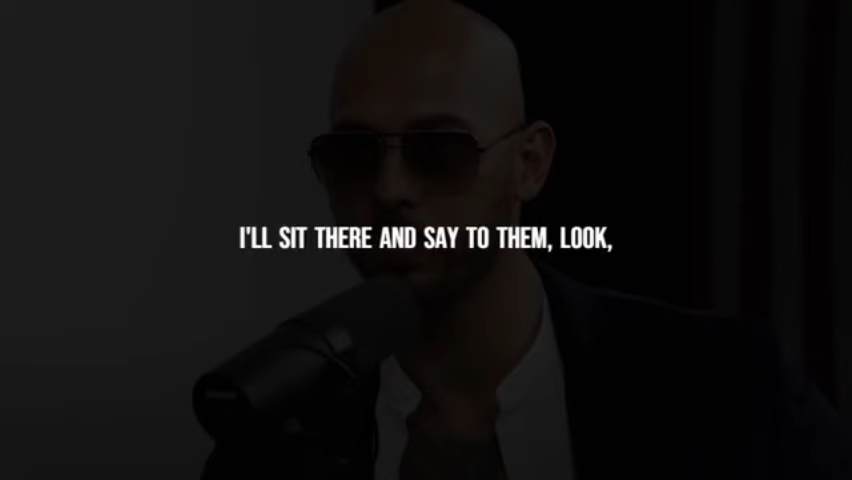 I'LL SIT THERE AND SAY TO THEM, LOOK,